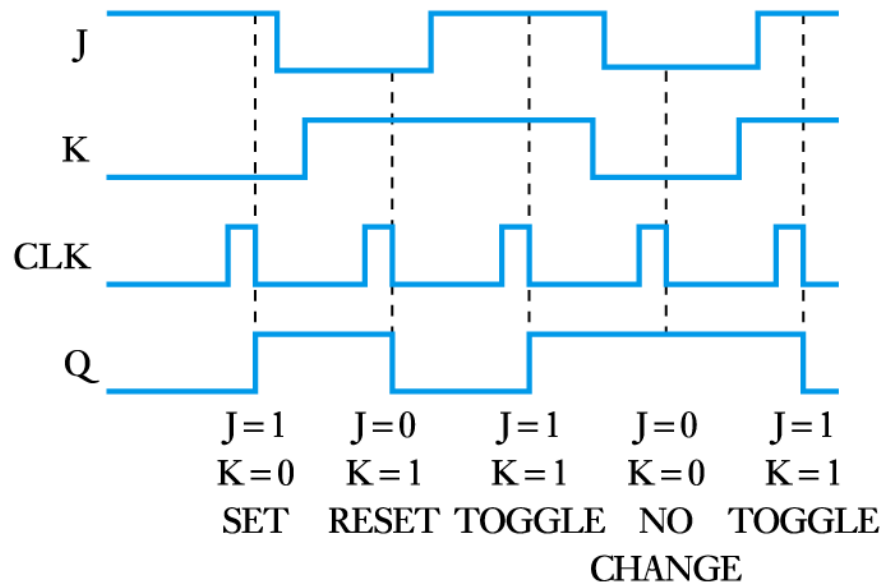 J
K
CLK
Q
J=1 J=0 J=1 J=0 J=1
K=0 K=1 K=1 K=0 K=1
SET RESET TOGGLE NO TOGGLE
CHANGE